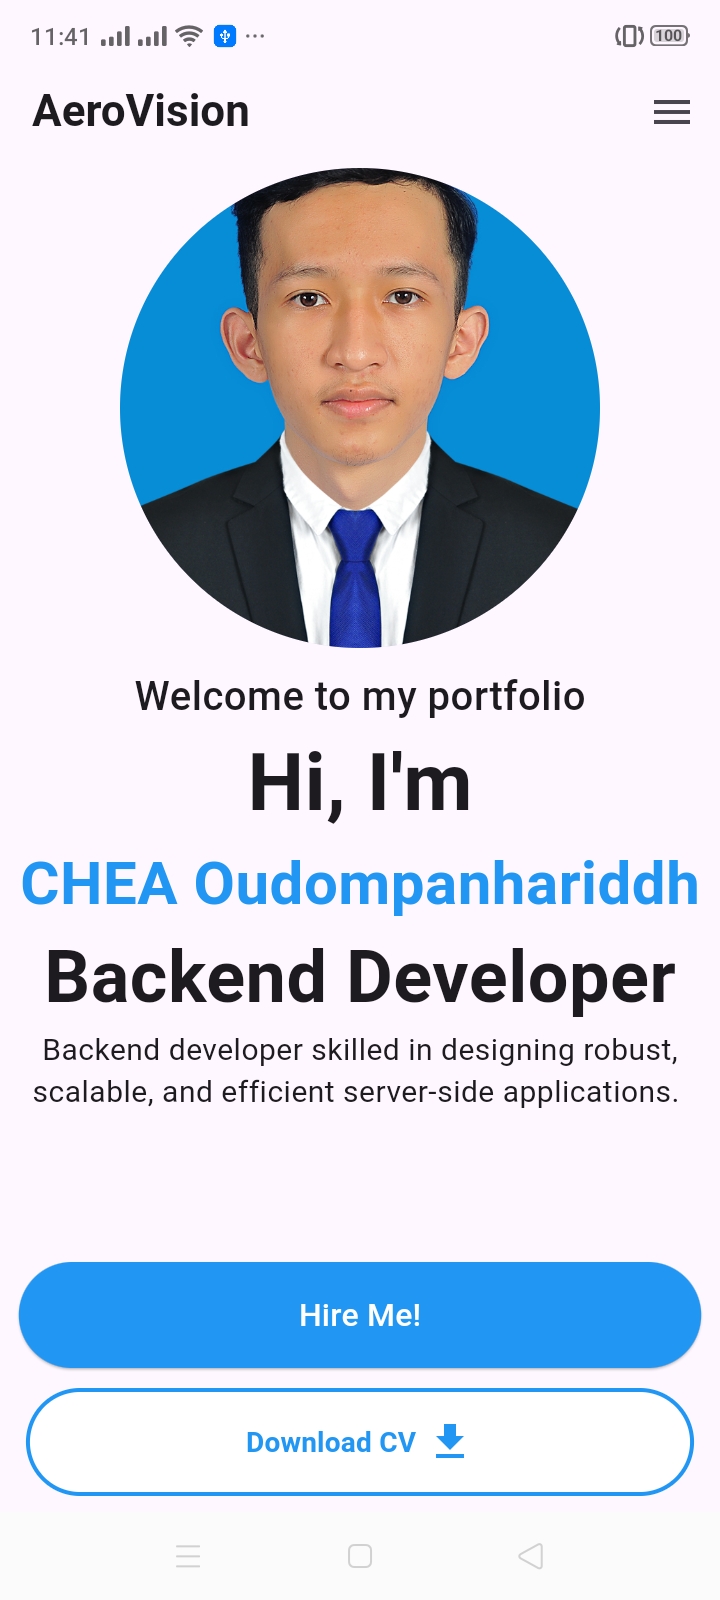 11:41 100
AeroVision
Welcome to my portfolio
Hi, I'm
CHEA Oudompanhariddh
Backend Developer
Backend developer skilled in designing robust,
scalable, and efficient server-side applications.
Hire Me!
Download CV